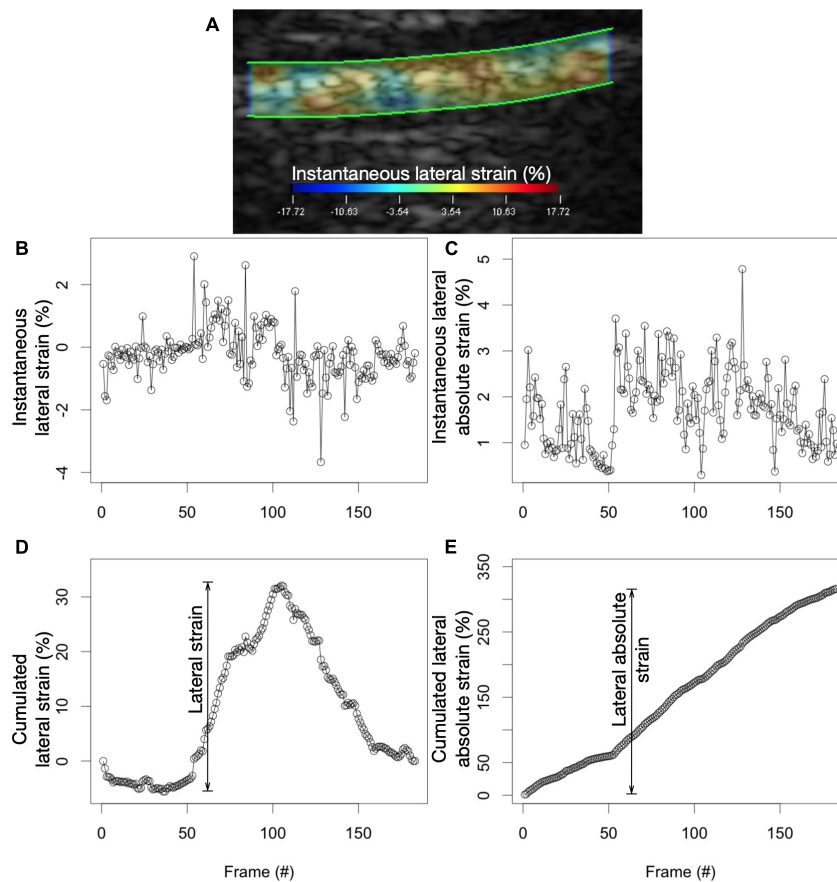 A
Instantaneous lateral strain (%)
-17.72 -10.63 -3.54 3.54 10.63 17.72
B
Instantaneous
lateral strain (%)
2
0
-2
-4
0 50 100 150
C
Instantaneous lateral
absolute strain (%)
5
4
3
2
1
0 50 100 150
D
Cumulated
lateral strain (%)
30
20
10
0
Lateral strain
0 50 100 150
Frame (#)
E
Cumulated lateral
absolute strain (%)
350
250
150
50
0
Lateral absolute
strain
0 50 100 150
Frame (#)